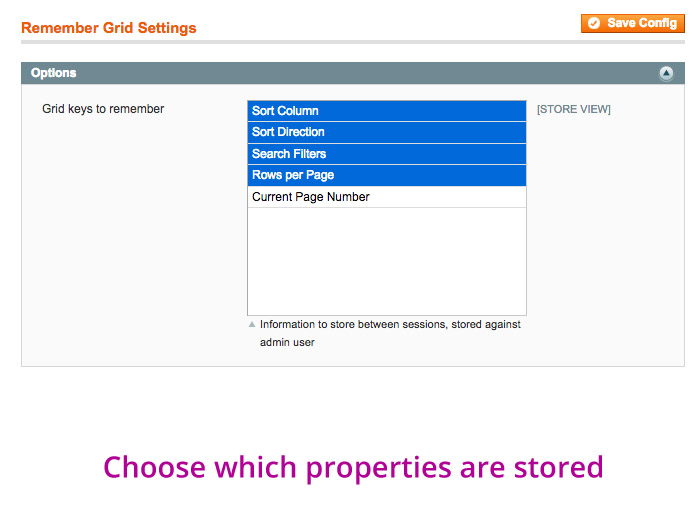 Remember Grid Settings
Save Config
Options
Grid keys to remember
Sort Column
[STORE VIEW]
Sort Direction
Search Filters
Rows per Page
Current Page Number
Information to store between sessions, stored against
admin user
Choose which properties are stored